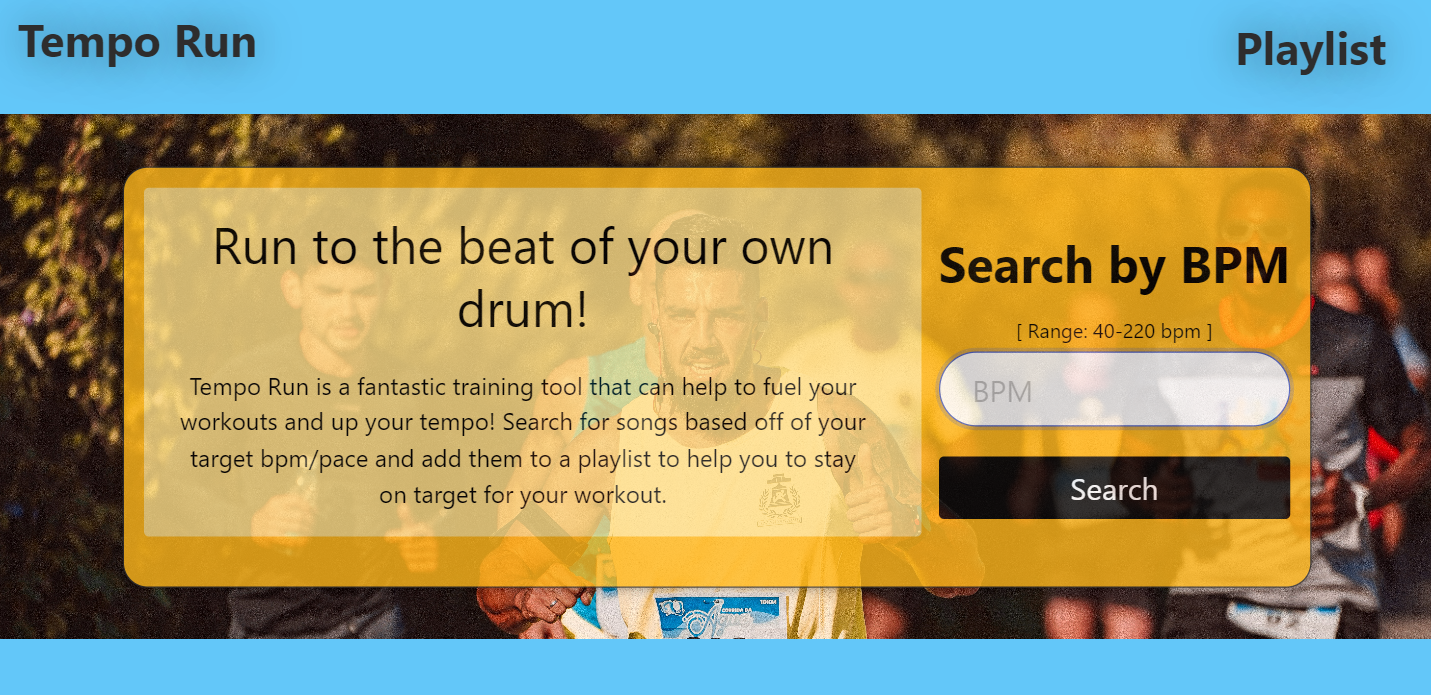 Tempo Run
Playlist
Run to the beat of your own
drum!
Tempo Run is a fantastic training tool that can help to fuel your
workouts and up your tempo! Search for songs based off of your
target bpm/pace and add them to a playlist to help you to stay
on target for your workout.
Search by BPM
[ Range: 40-220 bpm ]
BPM
Search
CORRIDA DA